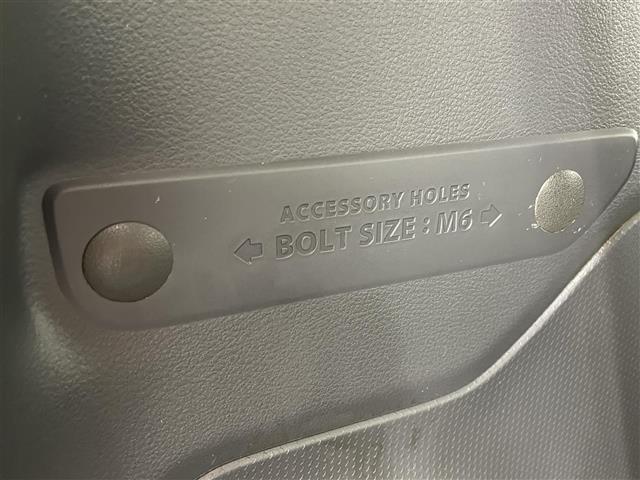 ACCESSORY HOLES
⇦ BOLT SIZE : M6 ⇨